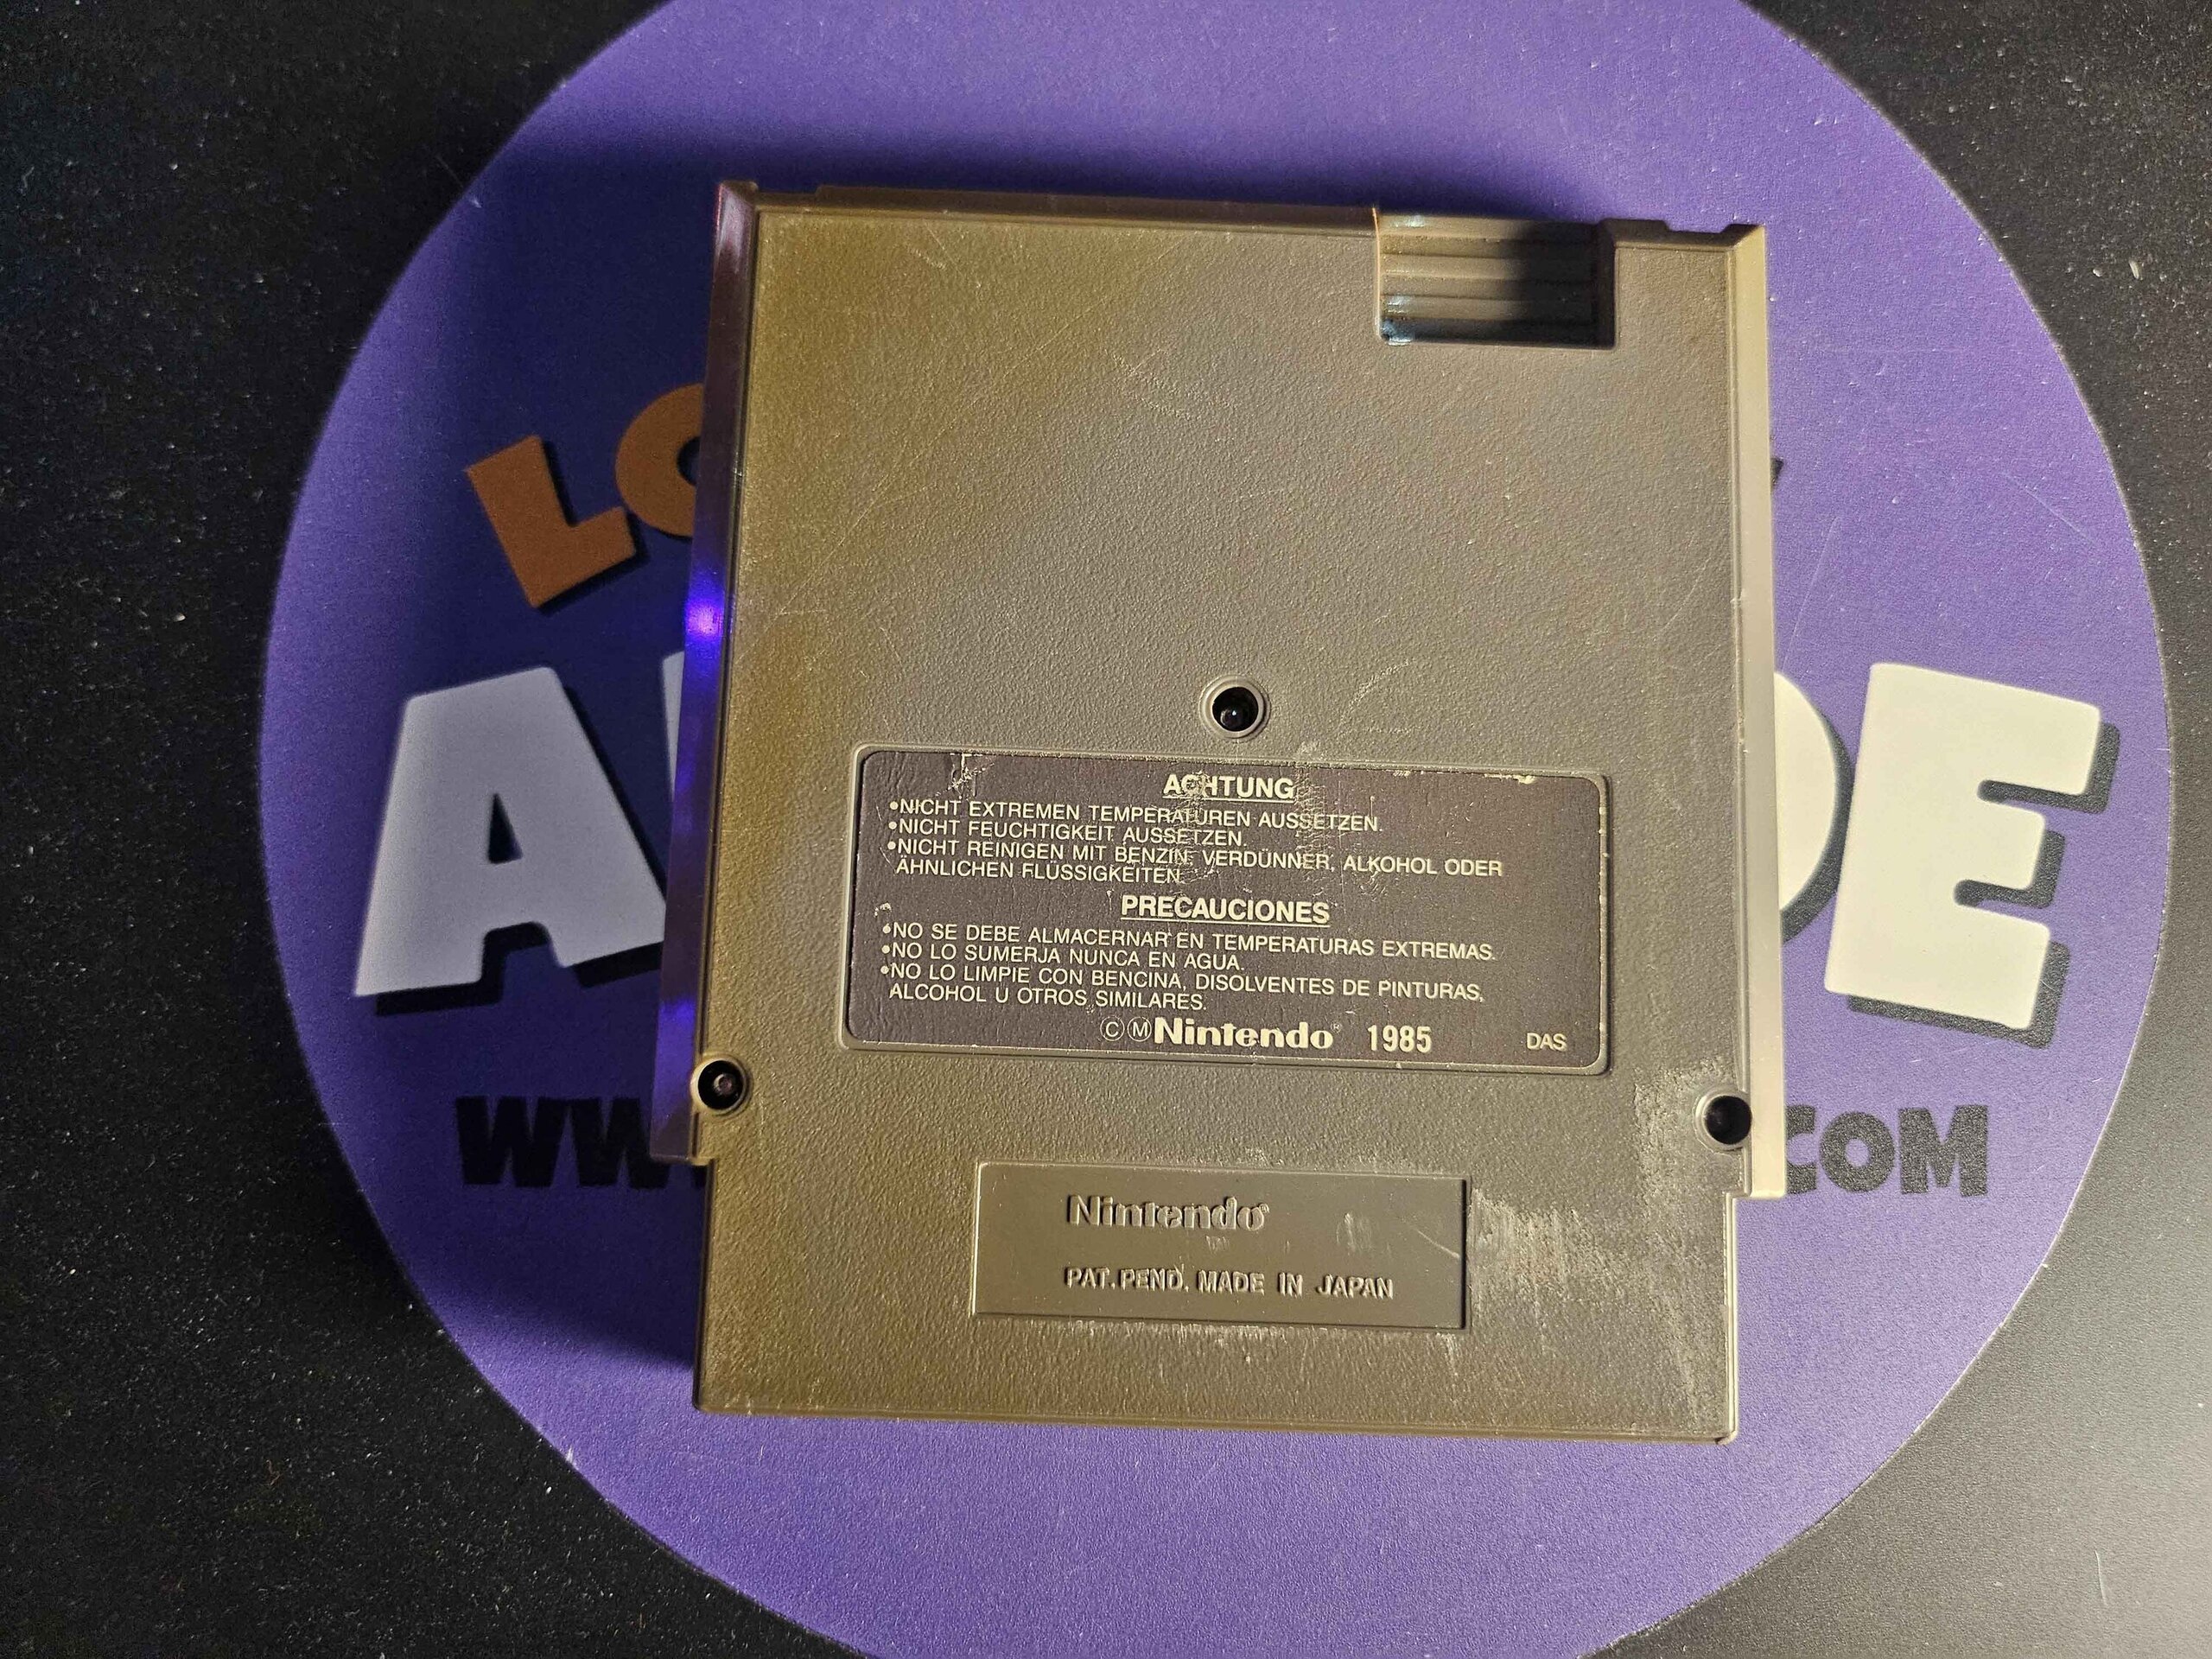 LO
A DE
WW .COM
ACHTUNG
•NICHT EXTREMEN TEMPERATUREN AUSSETZEN.
•NICHT FEUCHTIGKEIT AUSSETZEN.
•NICHT REINIGEN MIT BENZIN, VERDÜNNER, ALKOHOL ODER
ÄHNLICHEN FLÜSSIGKEITEN.
PRECAUCIONES
•NO SE DEBE ALMACERNAR EN TEMPERATURAS EXTREMAS.
•NO LO SUMERJA NUNCA EN AGUA.
•NO LO LIMPIE CON BENCINA, DISOLVENTES DE PINTURAS,
ALCOHOL U OTROS SIMILARES.
ⒸⓂNintendo® 1985 DAS
Nintendo®
PAT. PEND. MADE IN JAPAN